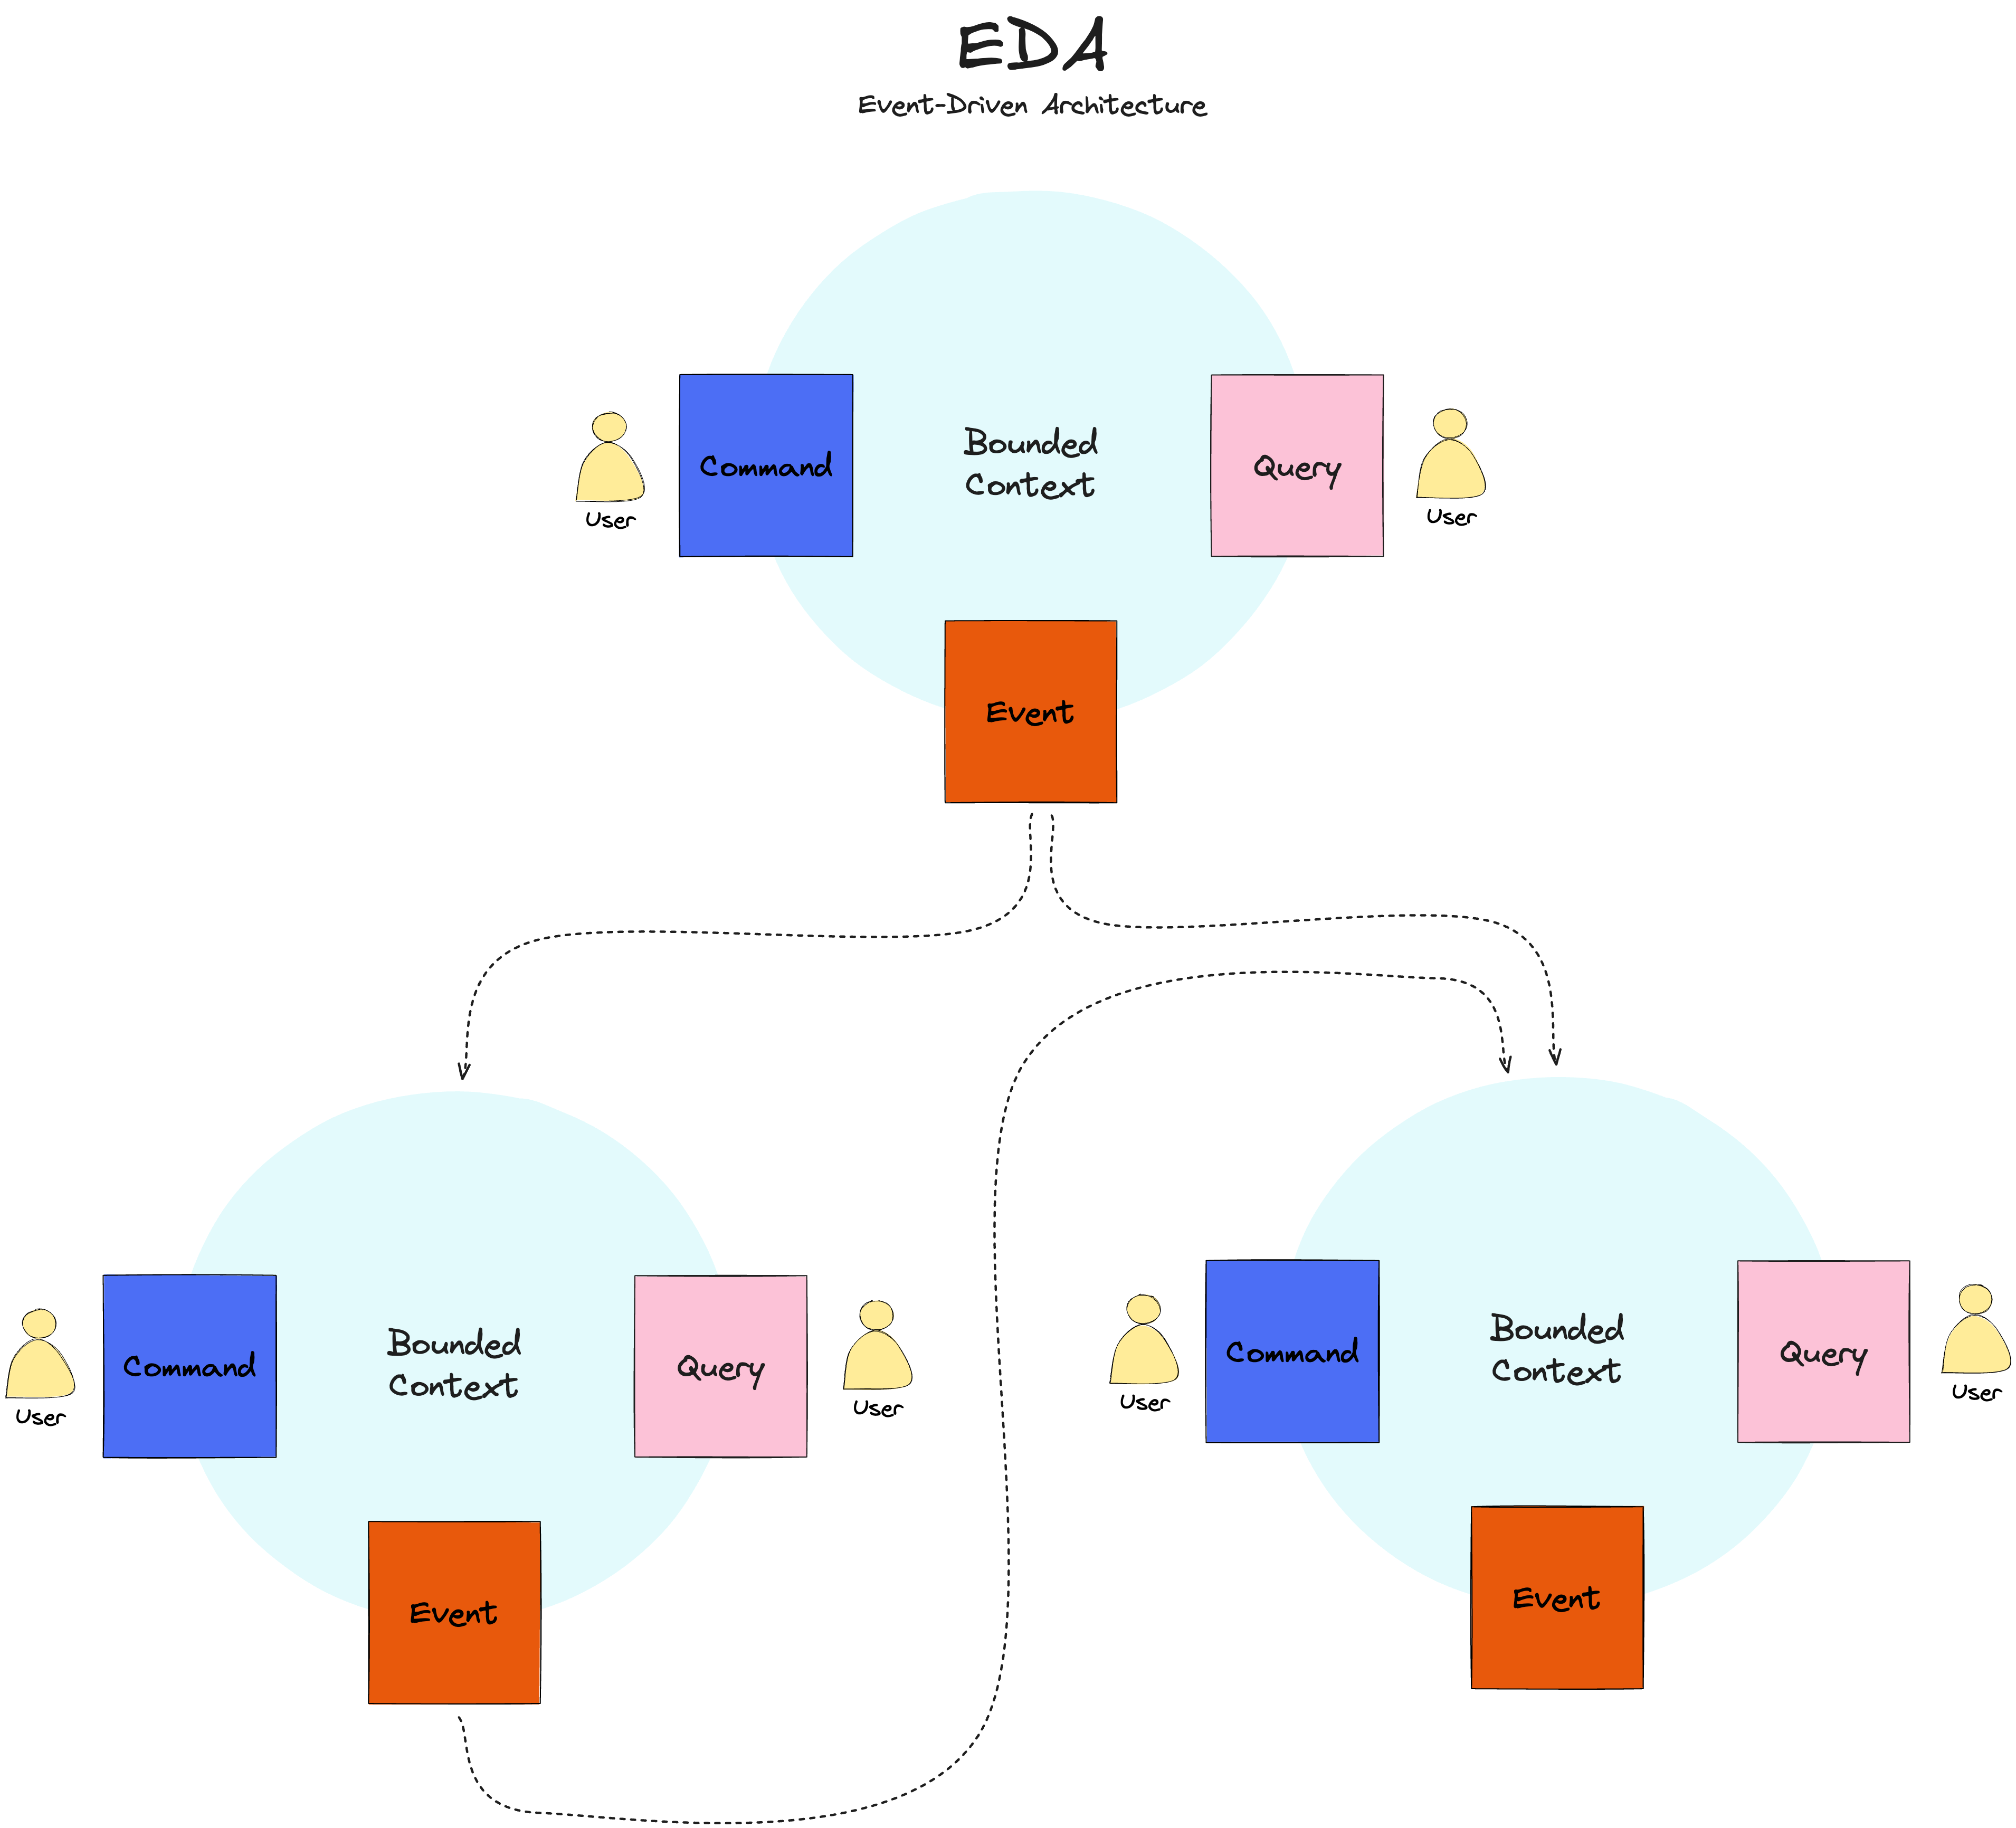 EDA
Event-Driven Architecture
Bounded
Context
Command
Query
User
User
Event
Bounded
Context
Command
Query
User
User
Event
Bounded
Context
Command
Query
User
User
Event